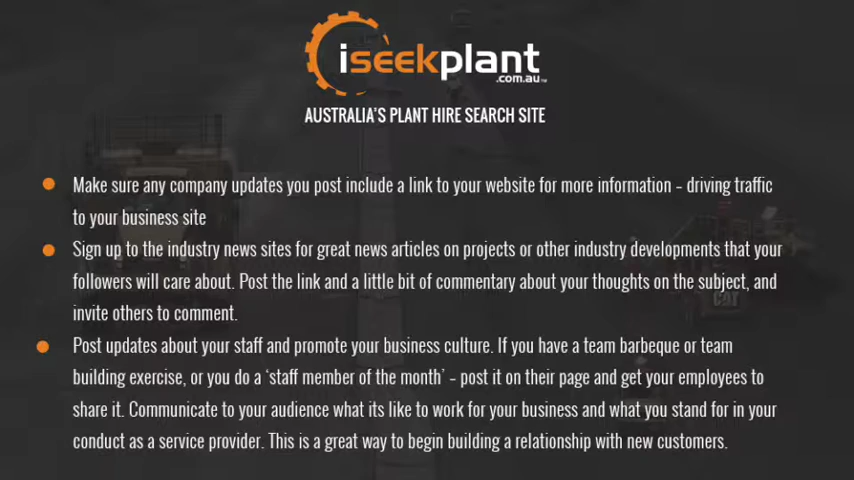 iseekplant
.com.au
AUSTRALIA'S PLANT HIRE SEARCH SITE
Make sure any company updates you post include a link to your website for more information – driving traffic
to your business site
Sign up to the industry news sites for great news articles on projects or other industry developments that your
followers will care about. Post the link and a little bit of commentary about your thoughts on the subject, and
invite others to comment.
Post updates about your staff and promote your business culture. If you have a team barbeque or team
building exercise, or you do a 'staff member of the month' – post it on their page and get your employees to
share it. Communicate to your audience what its like to work for your business and what you stand for in your
conduct as a service provider. This is a great way to begin building a relationship with new customers.
CAT